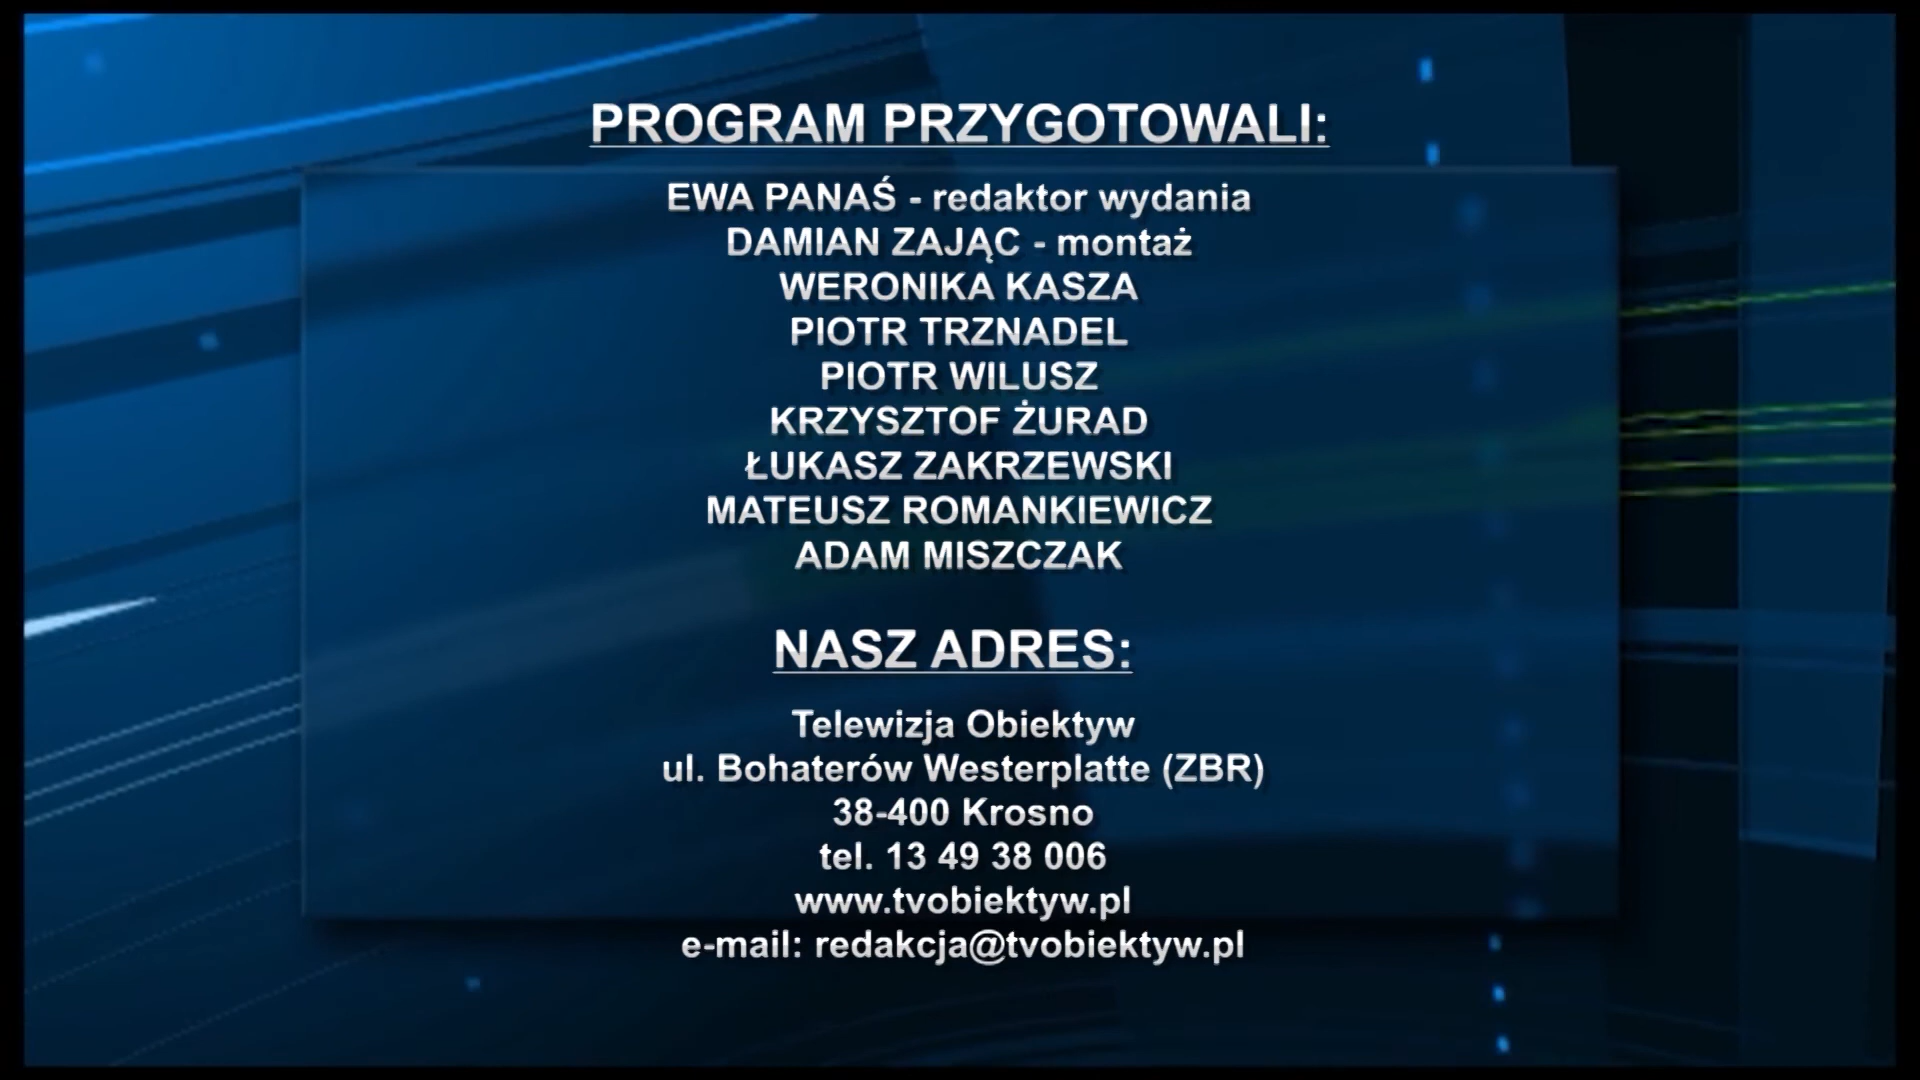 PROGRAM PRZYGOTOWALI:
EWA PANAŚ - redaktor wydania
DAMIAN ZAJĄC - montaż
WERONIKA KASZA
PIOTR TRZNADEL
PIOTR WILUSZ
KRZYSZTOF ŻURAD
ŁUKASZ ZAKRZEWSKI
MATEUSZ ROMANKIEWICZ
ADAM MISZCZAK
NASZ ADRES:
Telewizja Obiektyw
ul. Bohaterów Westerplatte (ZBR)
38-400 Krosno
tel. 13 49 38 006
www.tvobiektyw.pl
e-mail: redakcja@tvobiektyw.pl